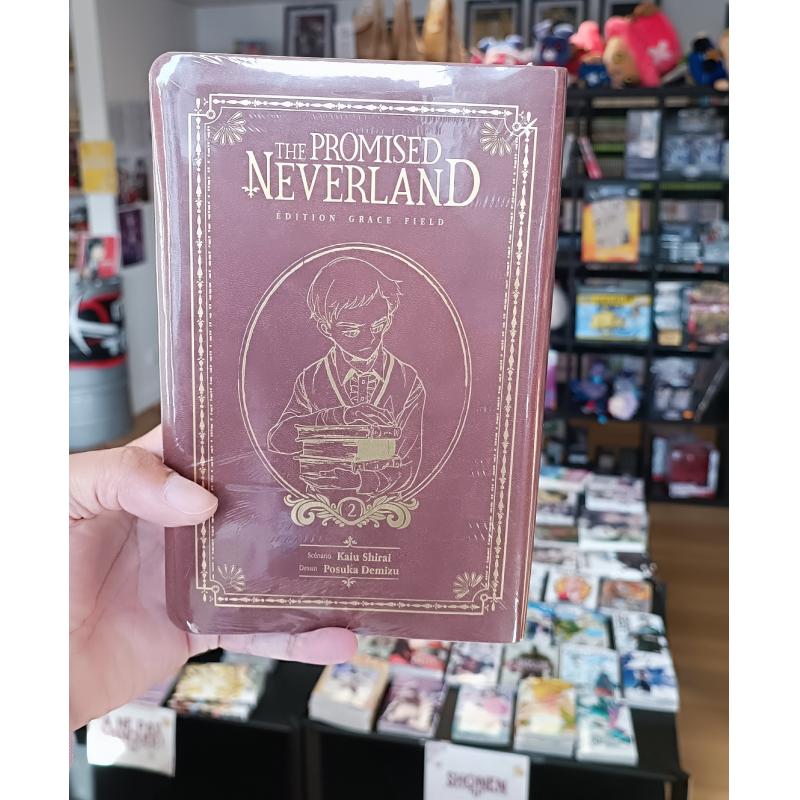 THE PROMISED
NEVERLAND
ÉDITION GRACE FIELD
2
Scénario Kaiu Shirai
Dessin Posuka Demizu
SHONEN